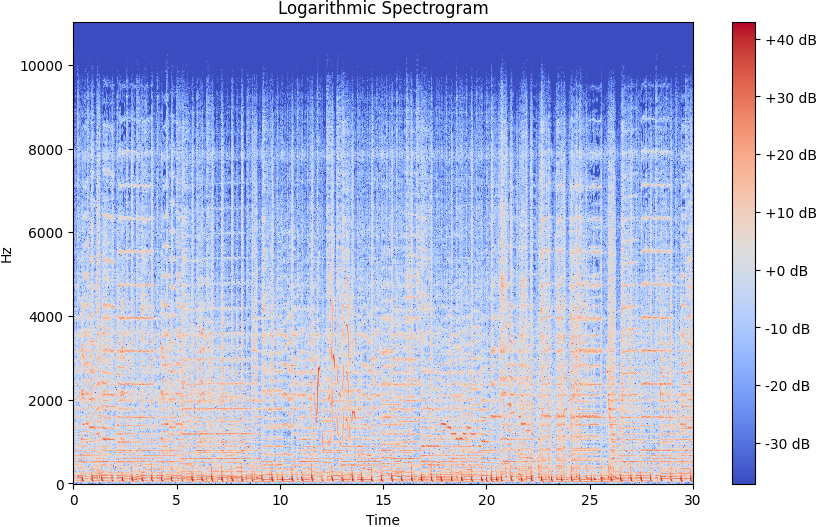 Logarithmic Spectrogram
Hz
10000
8000
6000
4000
2000
0
0 5 10 15 20 25 30
Time
+40 dB
+30 dB
+20 dB
+10 dB
+0 dB
-10 dB
-20 dB
-30 dB